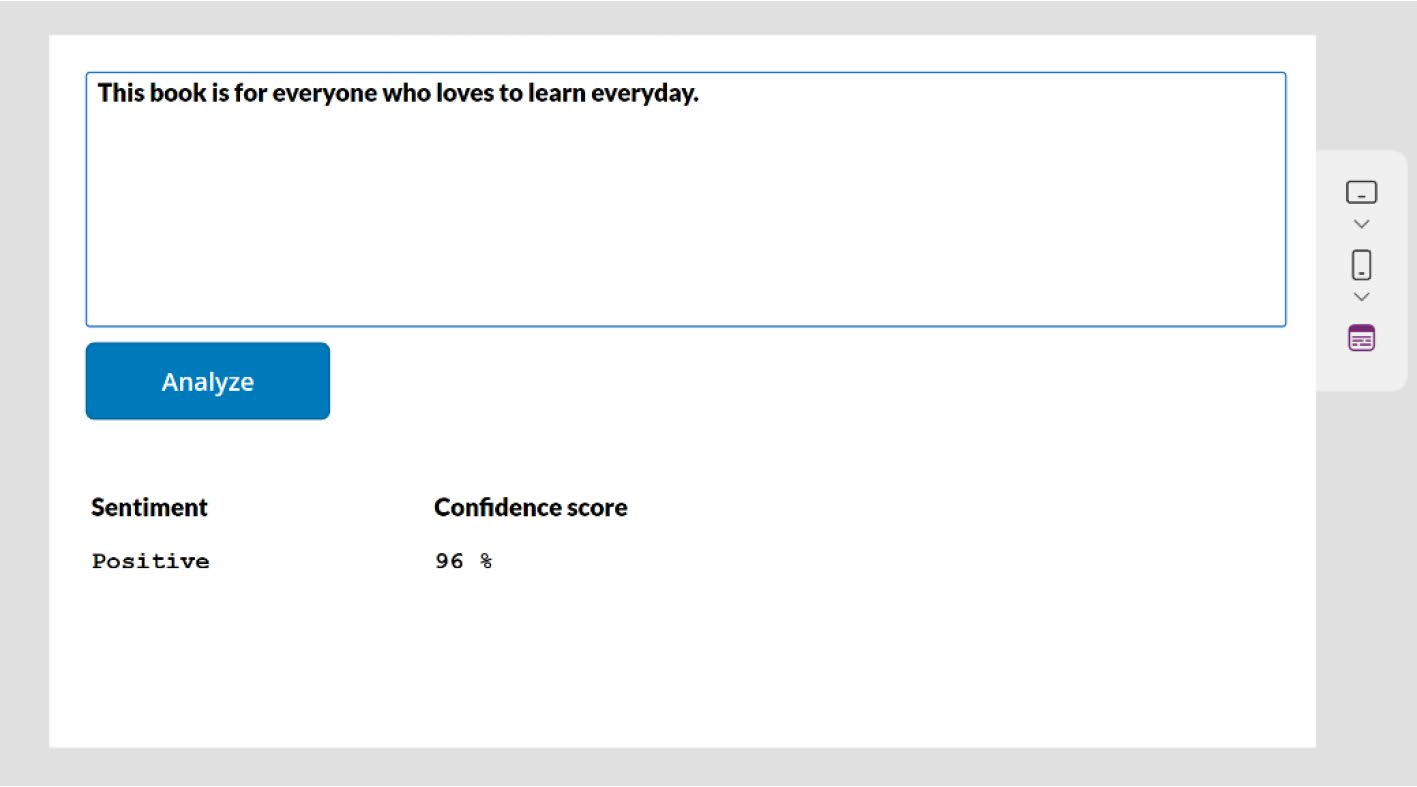 This book is for everyone who loves to learn everyday.
Analyze
Sentiment Confidence score
Positive 96 %